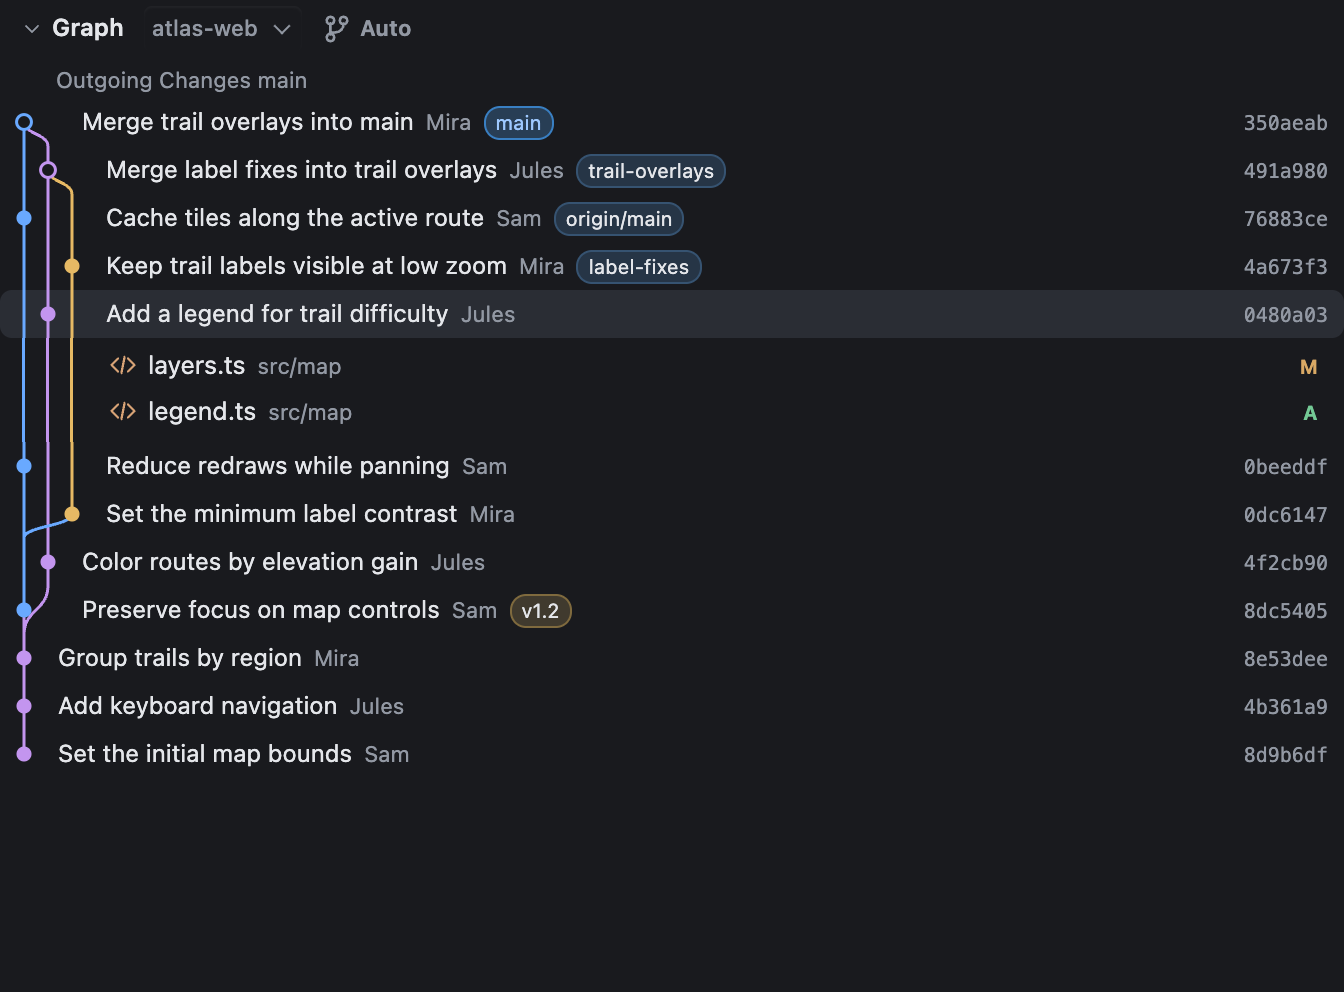 Graph atlas-web Auto
Outgoing Changes main
Merge trail overlays into main Mira main 350aeab
Merge label fixes into trail overlays Jules trail-overlays 491a980
Cache tiles along the active route Sam origin/main 76883ce
Keep trail labels visible at low zoom Mira label-fixes 4a673f3
Add a legend for trail difficulty Jules 0480a03
layers.ts src/map M
legend.ts src/map A
Reduce redraws while panning Sam 0beeddf
Set the minimum label contrast Mira 0dc6147
Color routes by elevation gain Jules 4f2cb90
Preserve focus on map controls Sam v1.2 8dc5405
Group trails by region Mira 8e53dee
Add keyboard navigation Jules 4b361a9
Set the initial map bounds Sam 8d9b6df